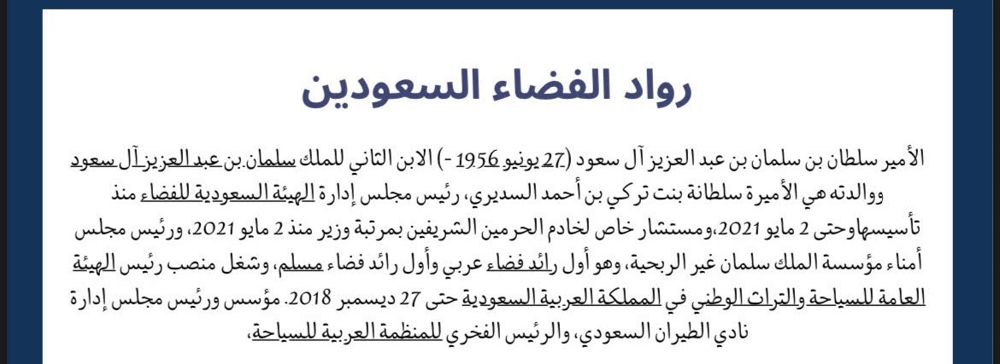 رواد الفضاء السعودين
الأمير سلطان بن سلمان بن عبد العزيز آل سعود (27 يونيو 1956 -) الابن الثاني للملك سلمان بن عبد العزيز آل سعود
ووالدته هي الأميرة سلطانة بنت تركي بن أحمد السديري، رئيس مجلس إدارة الهيئة السعودية للفضاء منذ
تأسيسهاوحتى 2 مايو 2021،ومستشار خاص لخادم الحرمين الشريفين بمرتبة وزير منذ 2 مايو 2021، ورئيس مجلس
أمناء مؤسسة الملك سلمان غير الربحية، وهو أول رائد فضاء عربي وأول رائد فضاء مسلم، وشغل منصب رئيس الهيئة
العامة للسياحة والتراث الوطني في المملكة العربية السعودية حتى 27 ديسمبر 2018. مؤسس ورئيس مجلس إدارة
نادي الطيران السعودي، والرئيس الفخري للمنظمة العربية للسياحة،